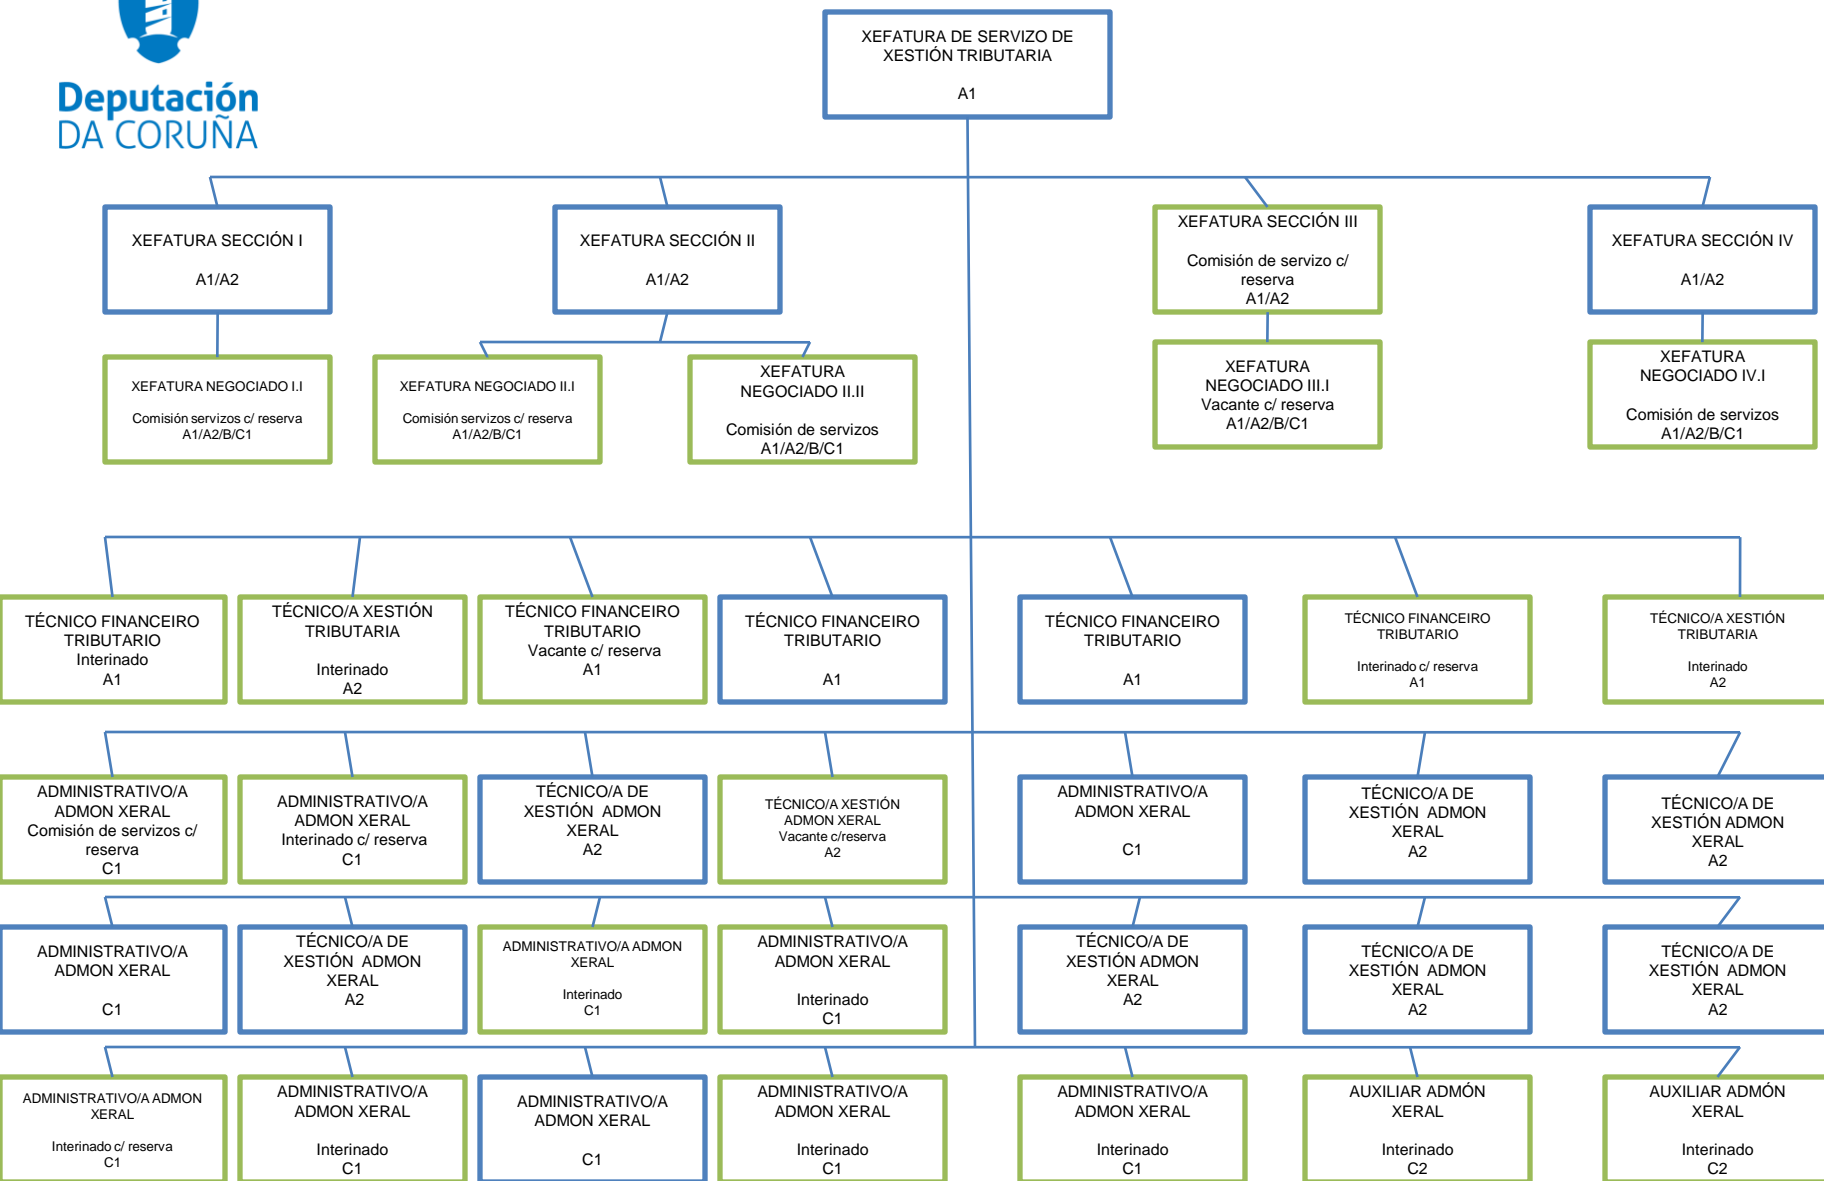 Deputación
DA CORUÑA
XEFATURA DE SERVIZO DE
XESTIÓN TRIBUTARIA
A1
XEFATURA SECCIÓN I
A1/A2
XEFATURA SECCIÓN II
A1/A2
XEFATURA SECCIÓN III
Comisión de servizo c/
reserva
A1/A2
XEFATURA SECCIÓN IV
A1/A2
XEFATURA NEGOCIADO I.I
Comisión servizos c/ reserva
A1/A2/B/C1
XEFATURA NEGOCIADO II.I
Comisión servizos c/ reserva
A1/A2/B/C1
XEFATURA
NEGOCIADO II.II
Comisión de servizos
A1/A2/B/C1
XEFATURA
NEGOCIADO III.I
Vacante c/ reserva
A1/A2/B/C1
XEFATURA
NEGOCIADO IV.I
Comisión de servizos
A1/A2/B/C1
TÉCNICO FINANCEIRO
TRIBUTARIO
Interinado
A1
TÉCNICO/A XESTIÓN
TRIBUTARIA
Interinado
A2
TÉCNICO FINANCEIRO
TRIBUTARIO
Vacante c/ reserva
A1
TÉCNICO FINANCEIRO
TRIBUTARIO
A1
TÉCNICO FINANCEIRO
TRIBUTARIO
A1
TÉCNICO FINANCEIRO
TRIBUTARIO
Interinado c/ reserva
A1
TÉCNICO/A XESTIÓN
TRIBUTARIA
Interinado
A2
ADMINISTRATIVO/A
ADMON XERAL
Comisión de servizos c/
reserva
C1
ADMINISTRATIVO/A
ADMON XERAL
Interinado c/ reserva
C1
TÉCNICO/A DE
XESTIÓN ADMON
XERAL
A2
TÉCNICO/A XESTIÓN
ADMON XERAL
Vacante c/reserva
A2
ADMINISTRATIVO/A
ADMON XERAL
C1
TÉCNICO/A DE
XESTIÓN ADMON
XERAL
A2
TÉCNICO/A DE
XESTIÓN ADMON
XERAL
A2
ADMINISTRATIVO/A
ADMON XERAL
C1
TÉCNICO/A DE
XESTIÓN ADMON
XERAL
A2
ADMINISTRATIVO/A ADMON
XERAL
Interinado
C1
ADMINISTRATIVO/A
ADMON XERAL
Interinado
C1
TÉCNICO/A DE
XESTIÓN ADMON
XERAL
A2
TÉCNICO/A DE
XESTIÓN ADMON
XERAL
A2
TÉCNICO/A DE
XESTIÓN ADMON
XERAL
A2
ADMINISTRATIVO/A ADMON
XERAL
Interinado c/ reserva
C1
ADMINISTRATIVO/A
ADMON XERAL
Interinado
C1
ADMINISTRATIVO/A
ADMON XERAL
C1
ADMINISTRATIVO/A
ADMON XERAL
Interinado
C1
ADMINISTRATIVO/A
ADMON XERAL
Interinado
C1
AUXILIAR ADMÓN
XERAL
Interinado
C2
AUXILIAR ADMÓN
XERAL
Interinado
C2